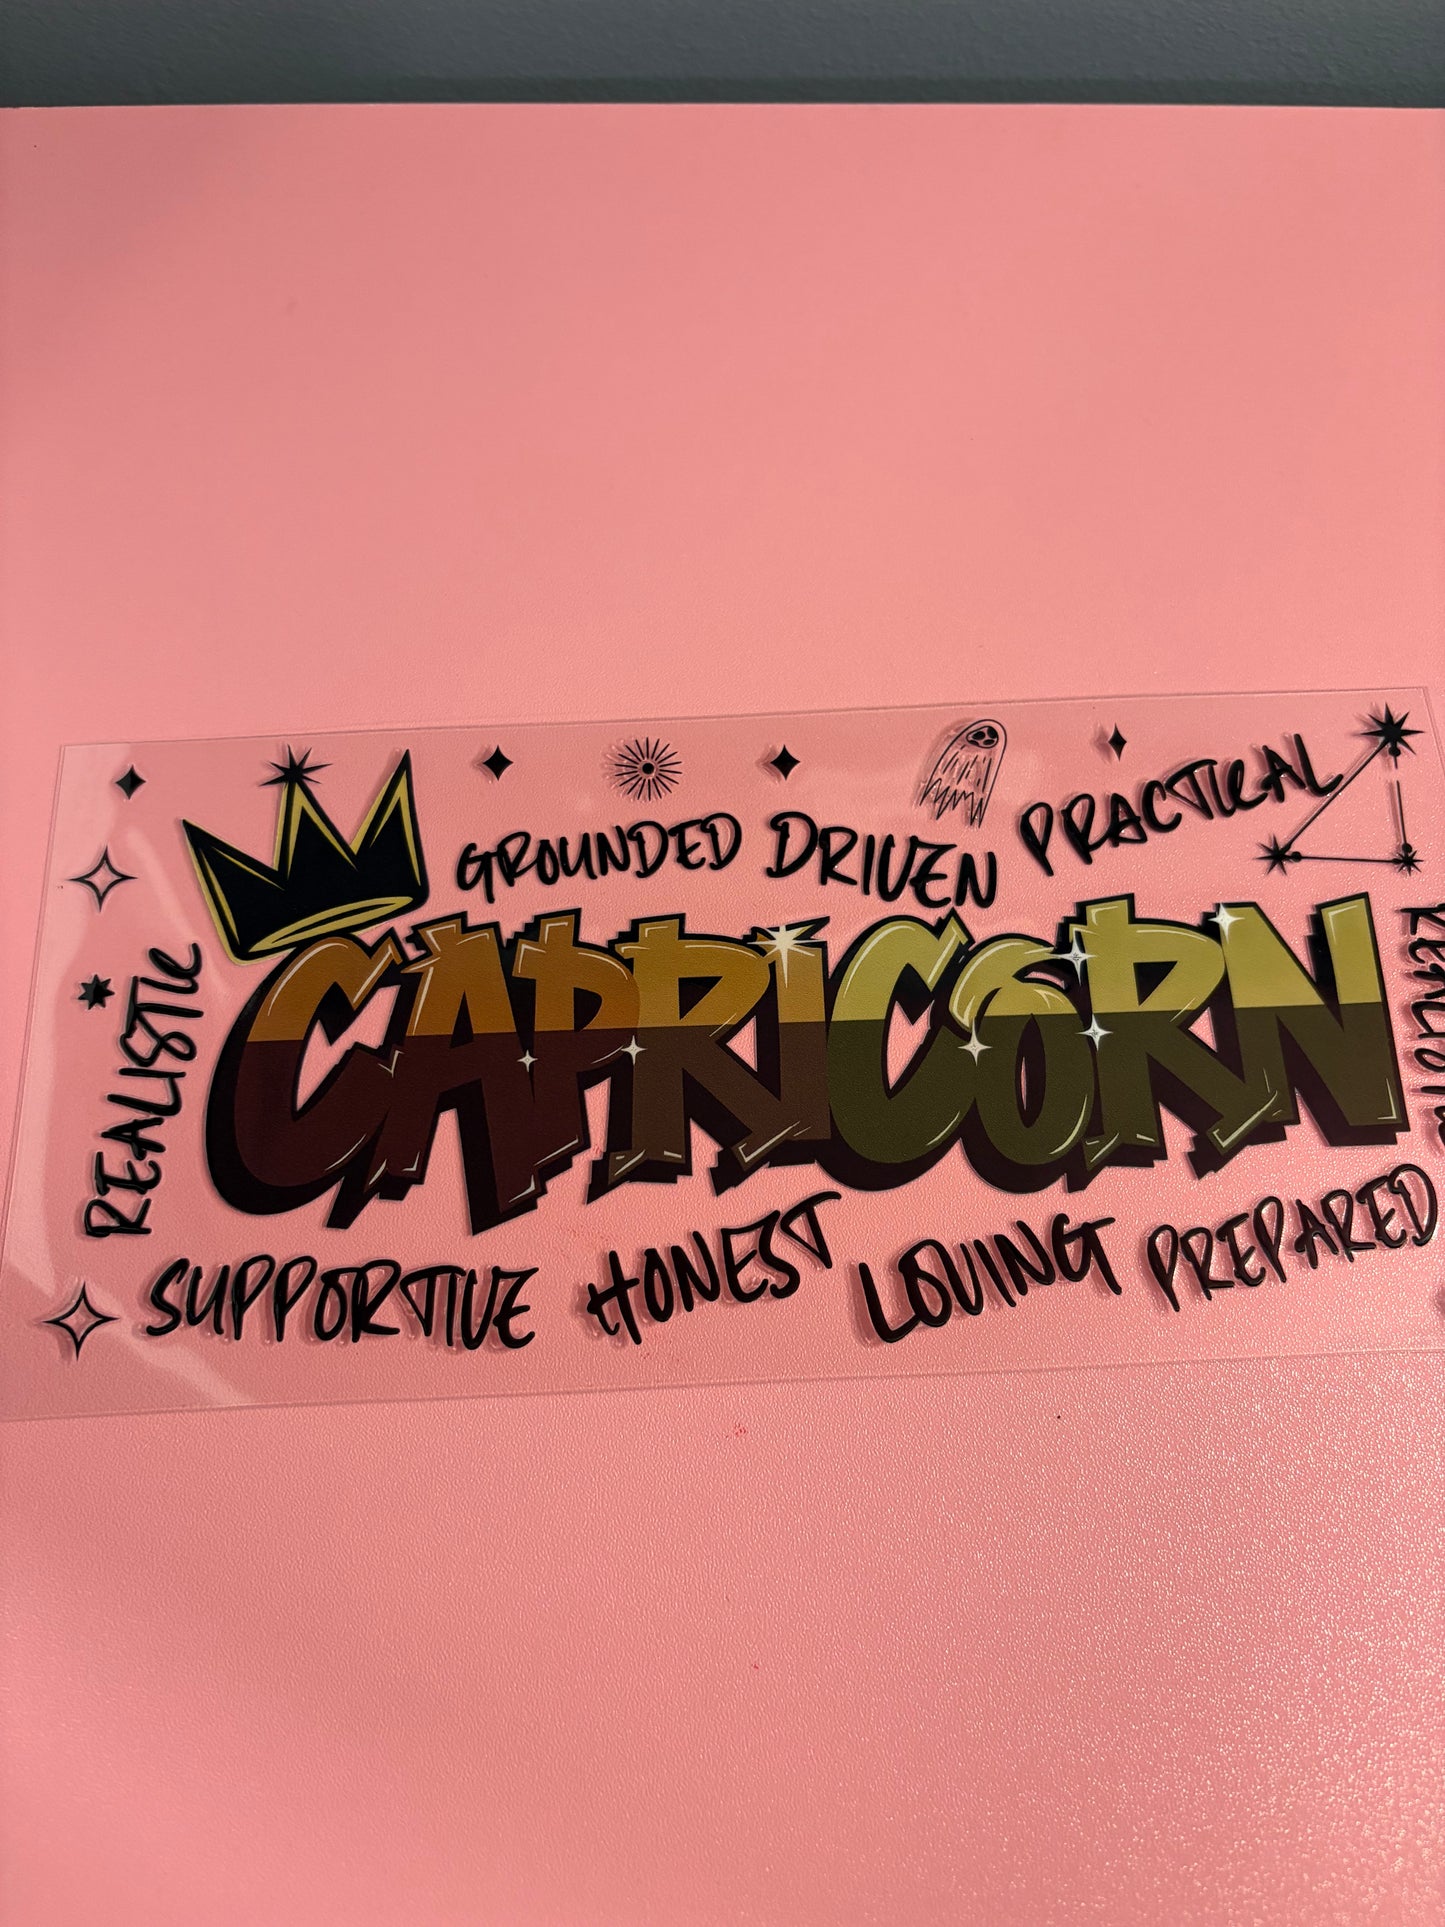 GROUNDED DRIVEN PRACTICAL
REALISTIC
CAPRICORN
SUPPORTIVE HONEST LOVING PREPARED